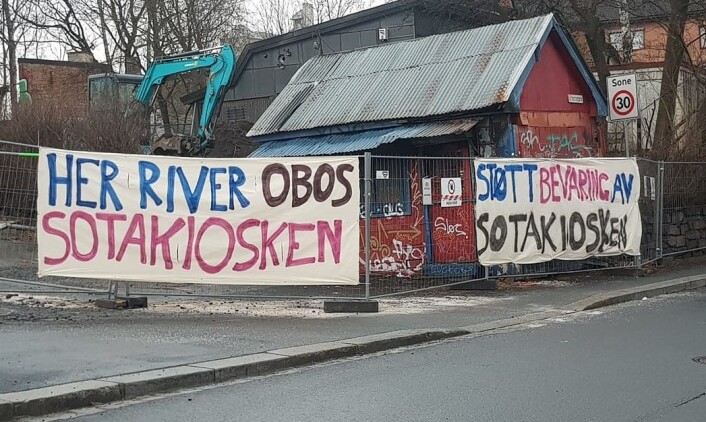 HER RIVER OBOS
SOTAKIOSKEN
STØTT BEVARING AV
SOTAKIOSKEN
Sone
30